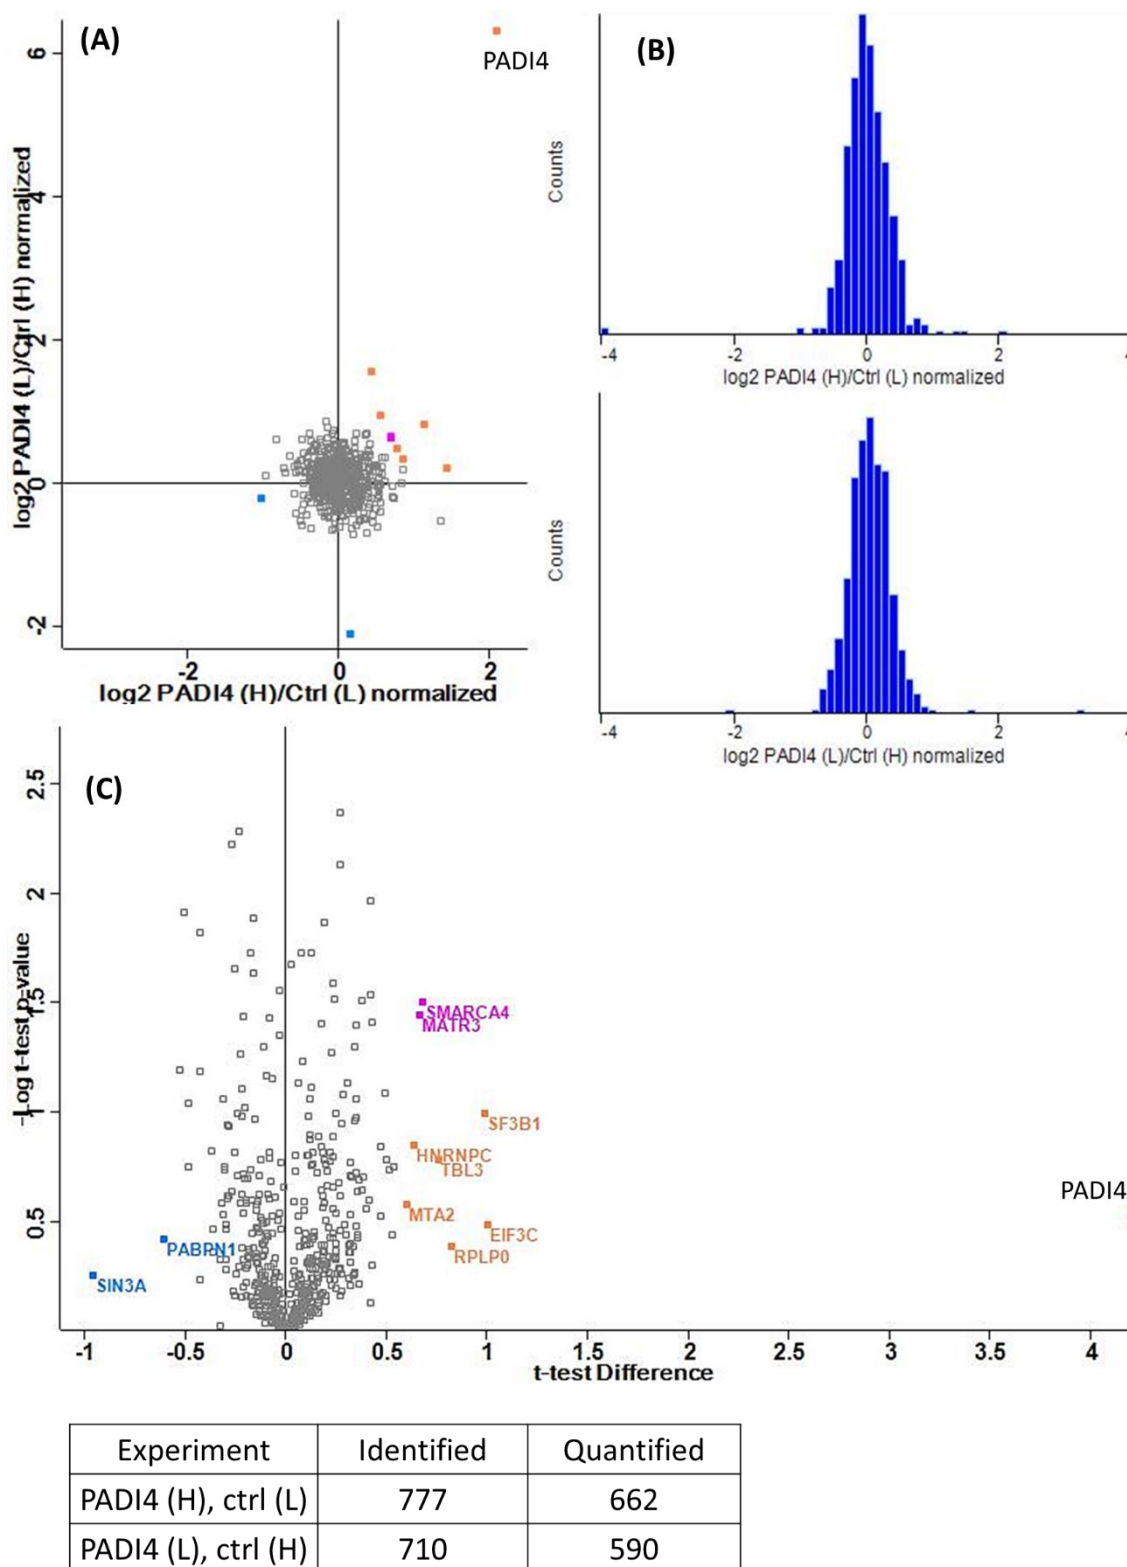 (A)
PADI4
log2 PADI4 (L)/Ctrl (H) normalized
6
4
2
0
-2
-2 0 2
log2 PADI4 (H)/Ctrl (L) normalized
(B)
Counts
-4 -2 0 2 4
log2 PADI4 (H)/Ctrl (L) normalized
Counts
-4 -2 0 2 4
log2 PADI4 (L)/Ctrl (H) normalized
(C)
-Log t-test p-value
2.5
2
1.5
1
0.5
SMARCA4
MATR3
SF3B1
HNRNPC
TBL3
PADI4
MTA2
EIF3C
RPLP0
PABPN1
SIN3A
-1 -0.5 0 0.5 1 1.5 2 2.5 3 3.5 4
t-test Difference
Experiment Identified Quantified
PADI4 (H), ctrl (L) 777 662
PADI4 (L), ctrl (H) 710 590